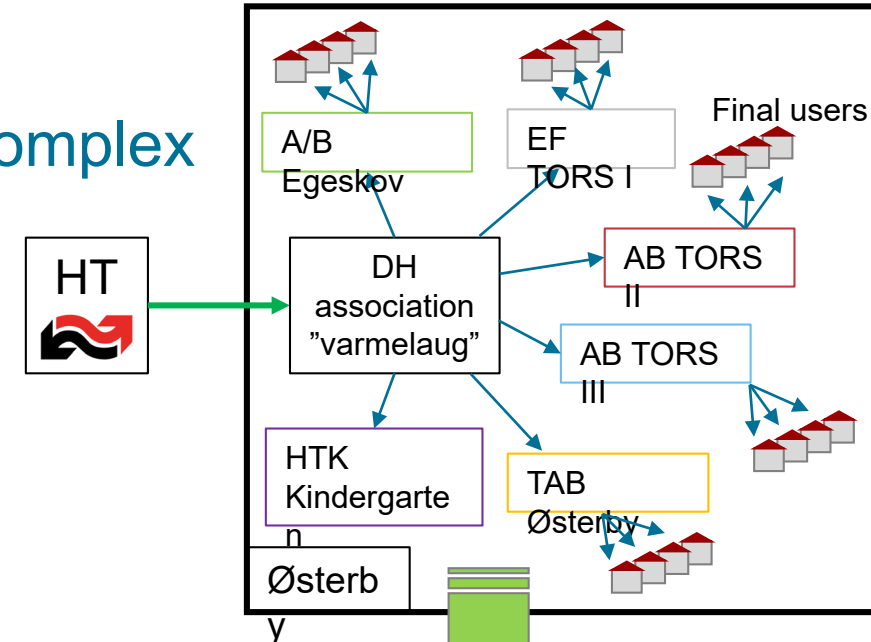 omplex
HT
A/B
Egeskov
EF
TORS I
Final users
DH
association
”varmelaug”
AB TORS
II
AB TORS
III
HTK
Kindergarte
n
TAB
Østerby
Østerb
y